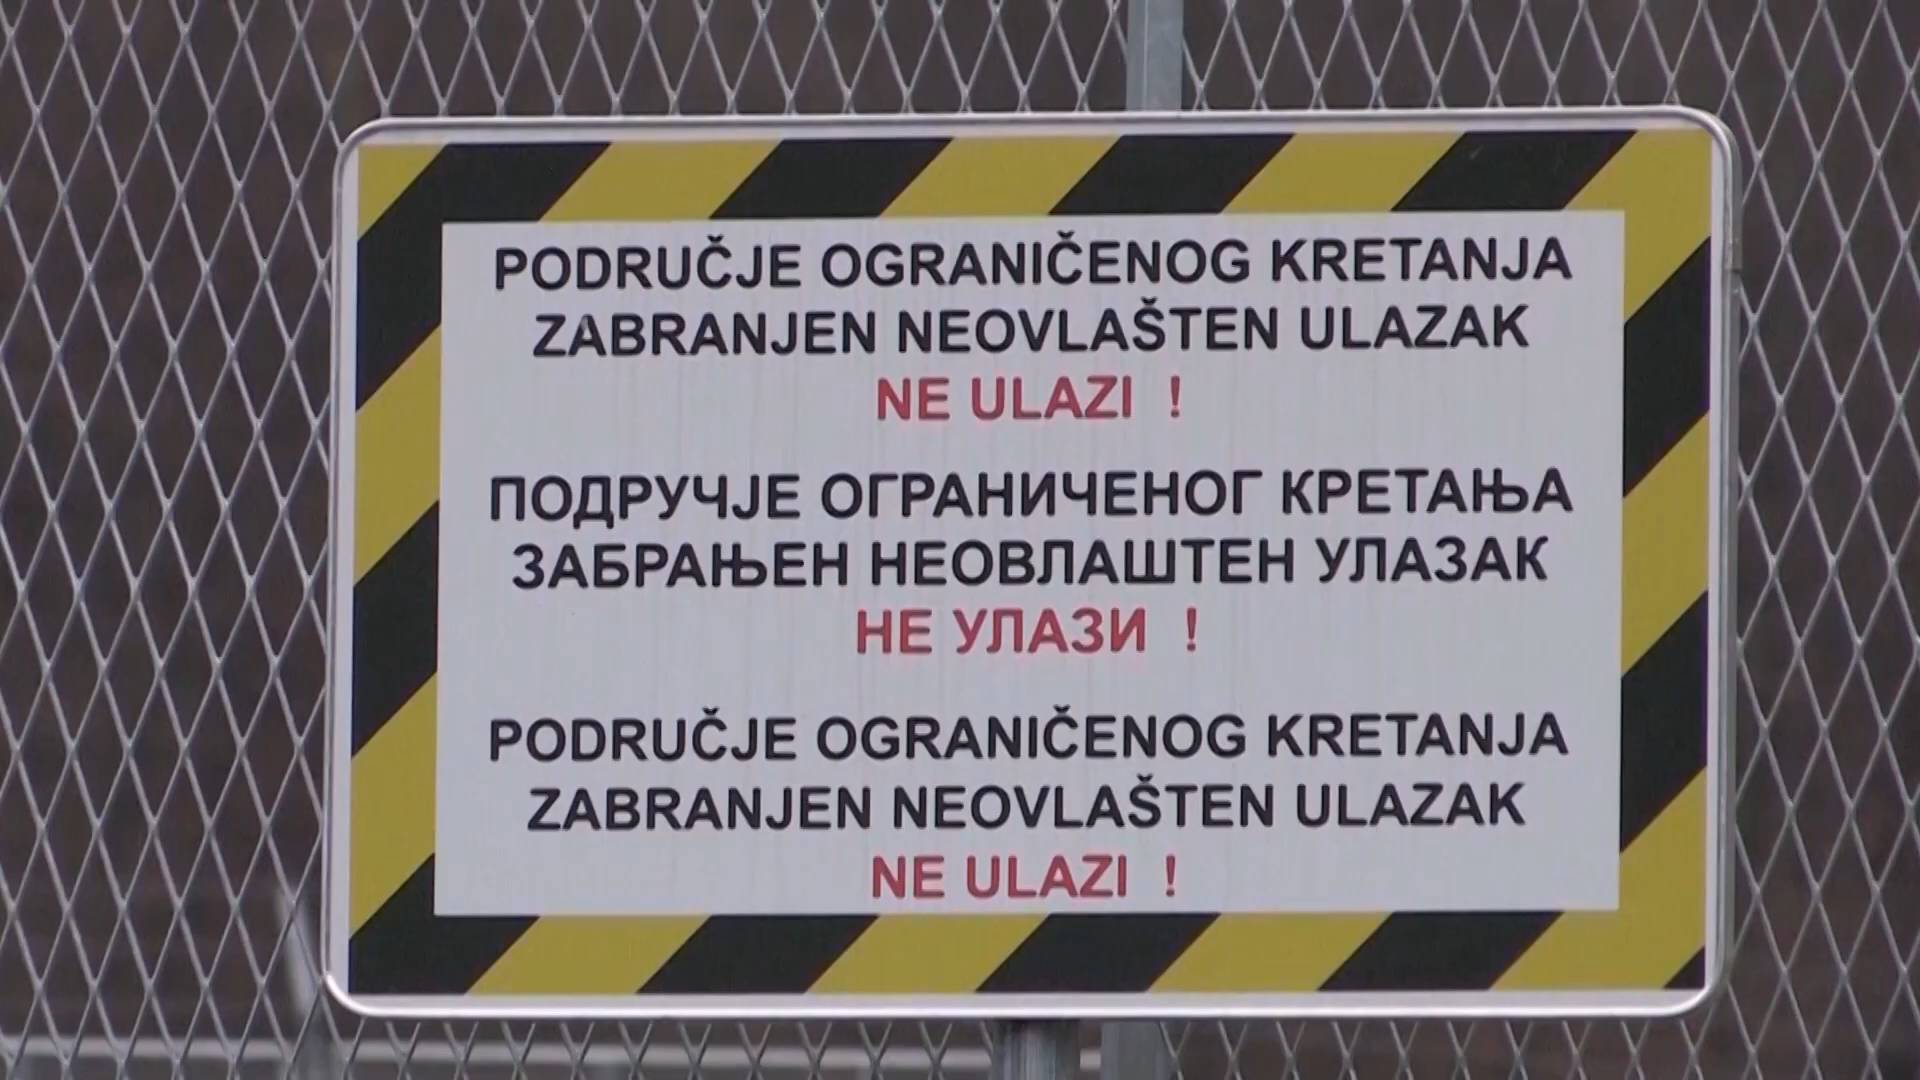 PODRUČJE OGRANIČENOG KRETANJA
ZABRANJEN NEOVLAŠTEN ULAZAK
NE ULAZI !
ПОДРУЧЈЕ ОГРАНИЧЕНОГ КРЕТАЊА
ЗАБРАЊЕН НЕОВЛАШТЕН УЛАЗАК
НЕ УЛАЗИ !
PODRUČJE OGRANIČENOG KRETANJA
ZABRANJEN NEOVLAŠTEN ULAZAK
NE ULAZI !